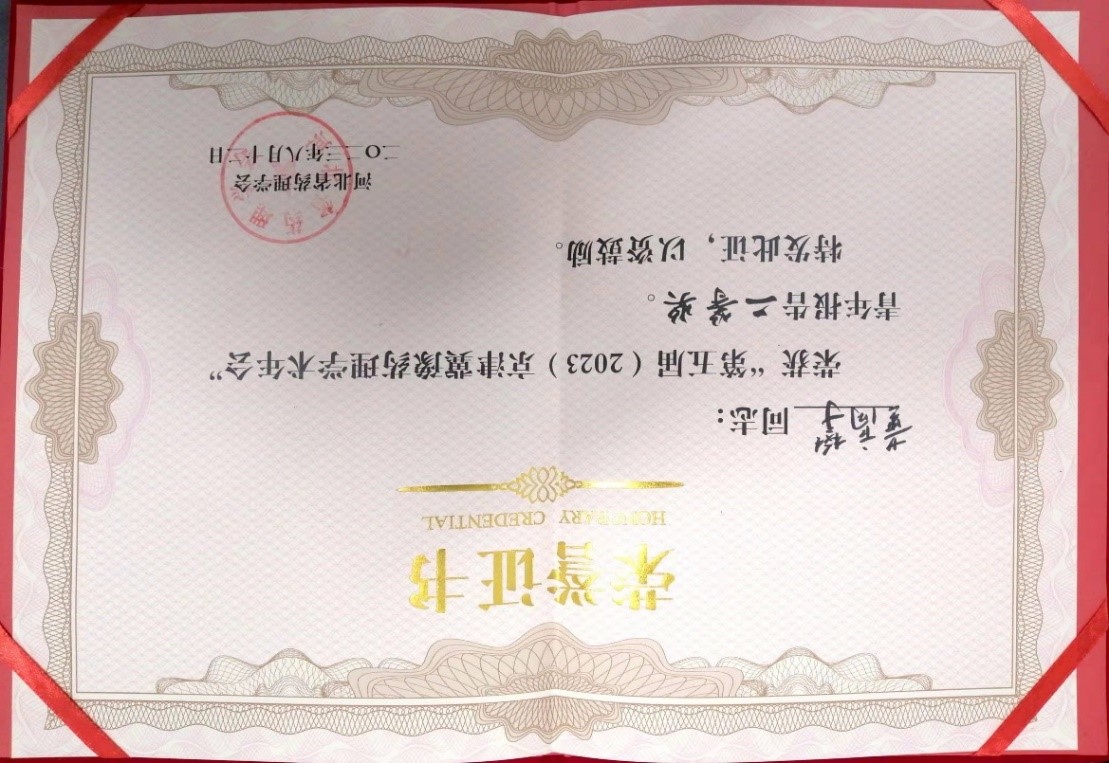 荣誉证书
HONORARY CREDENTIAL
同志：
荣获“第五届（2023）京津冀豫药理学术年会”
青年报告二等奖。
特发此证，以资鼓励。
河北省药理学会
二〇二三年八月十二日